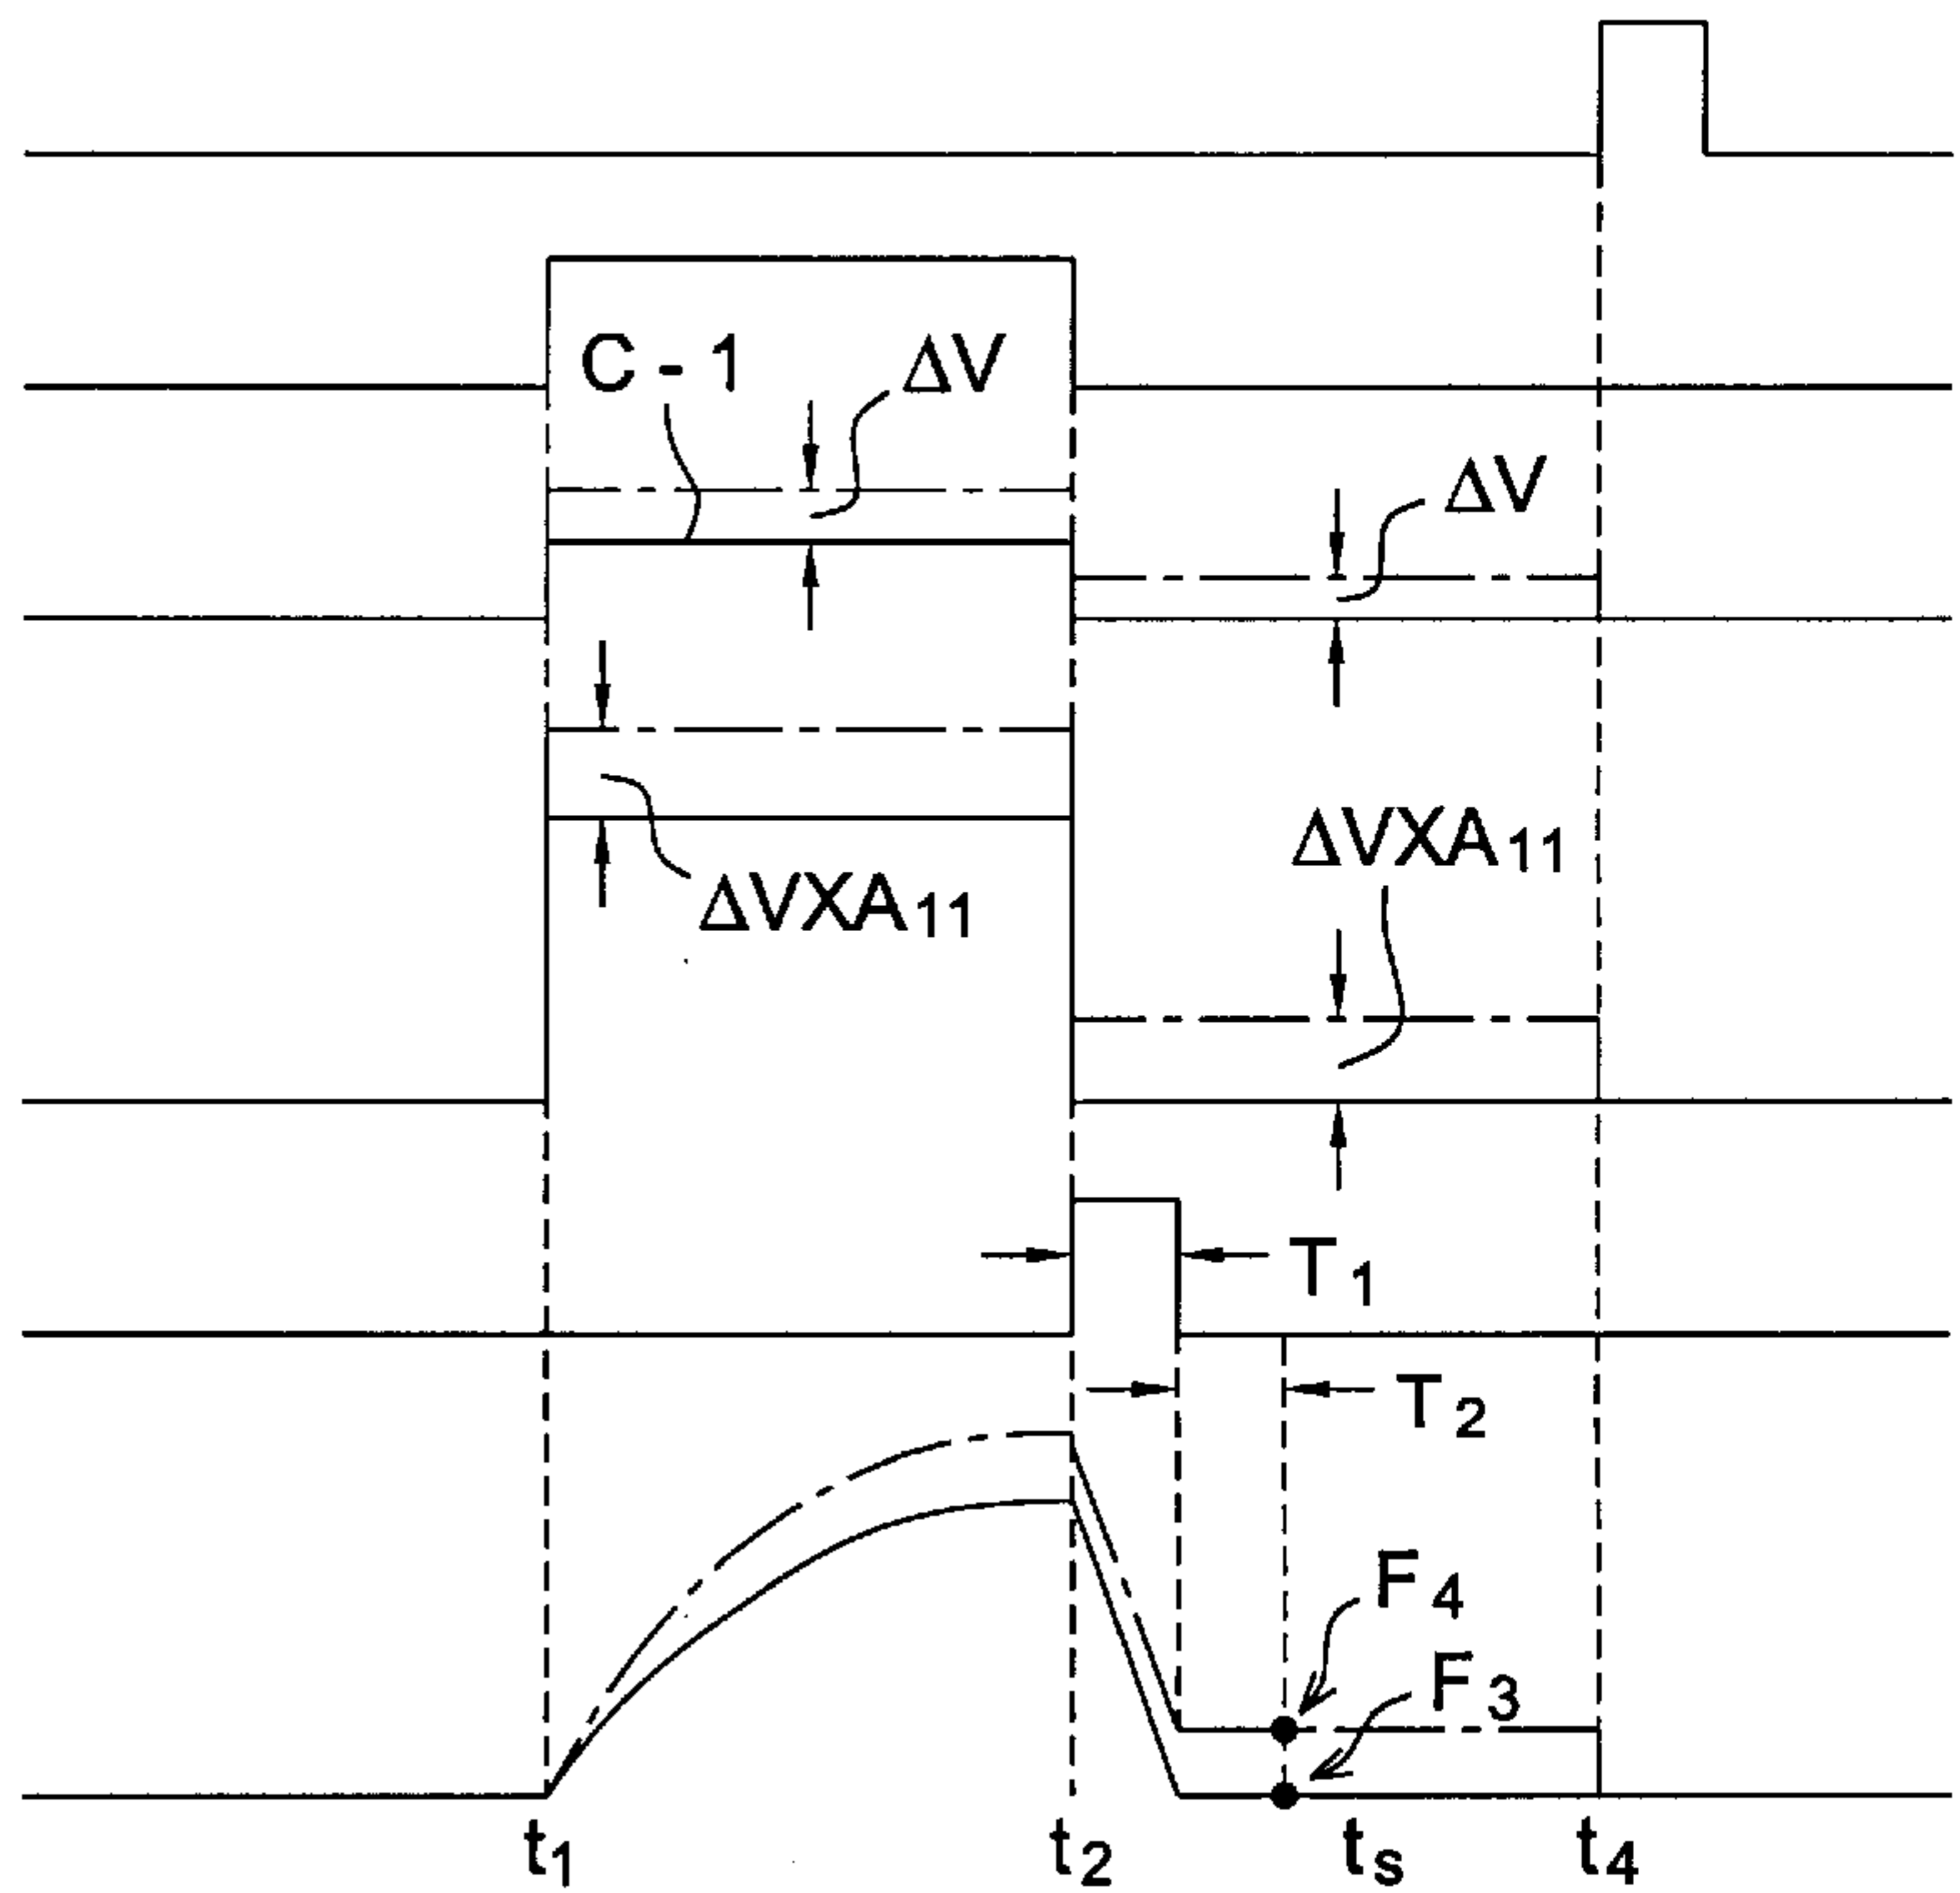 C-1
ΔV
ΔV
ΔVXA11
ΔVXA11
T1
T2
F4
F3
t1 t2 ts t4